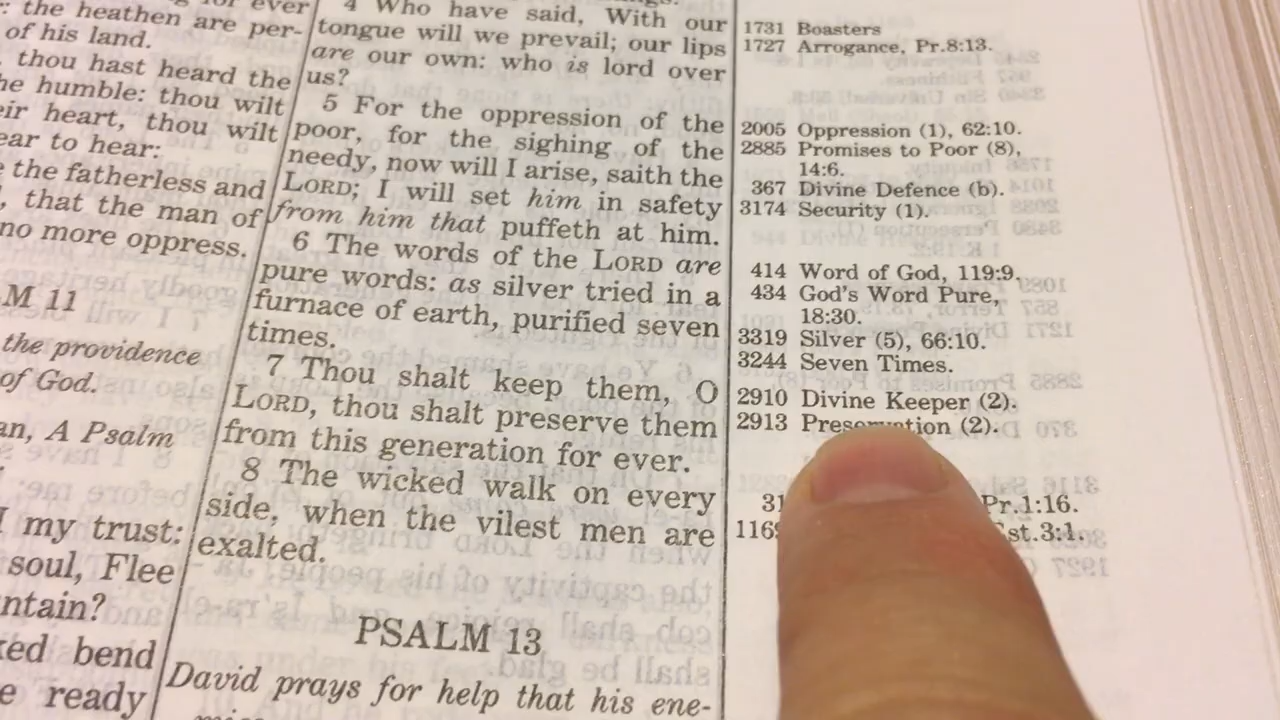 for ever
: the heathen are per-
of his land.
thou hast heard the
humble: thou wilt
heart, thou wilt
ear to hear:
the fatherless and
, that the man of
no more oppress.
M 11
the providence
of God.
A Psalm
my trust:
soul, Flee
bend
ready
4 Who have said, With our
tongue will we prevail; our lips
are our own: who is lord over
us?
5 For the oppression of the
poor, for the sighing of the
needy, now will I arise, saith the
LORD; I will set him in safety
from him that puffeth at him.
6 The words of the LORD are
pure words: as silver tried in a
furnace of earth, purified seven
times.
7 Thou shalt keep them, O
LORD, thou shalt preserve them
from this generation for ever.
8 The wicked walk on every
side, when the vilest men are
exalted.
PSALM 13
David prays for help that his ene-
1731 Boasters
1727 Arrogance, Pr.8:13.
2005 Oppression (1), 62:10.
2885 Promises to Poor (8),
14:6.
367 Divine Defence (b).
3174 Security (1).
414 Word of God, 119:9.
434 God's Word Pure,
18:30.
3319 Silver (5), 66:10.
3244 Seven Times.
2910 Divine Keeper (2).
2913 Preservation (2).
Pr.1:16.
st.3:1.